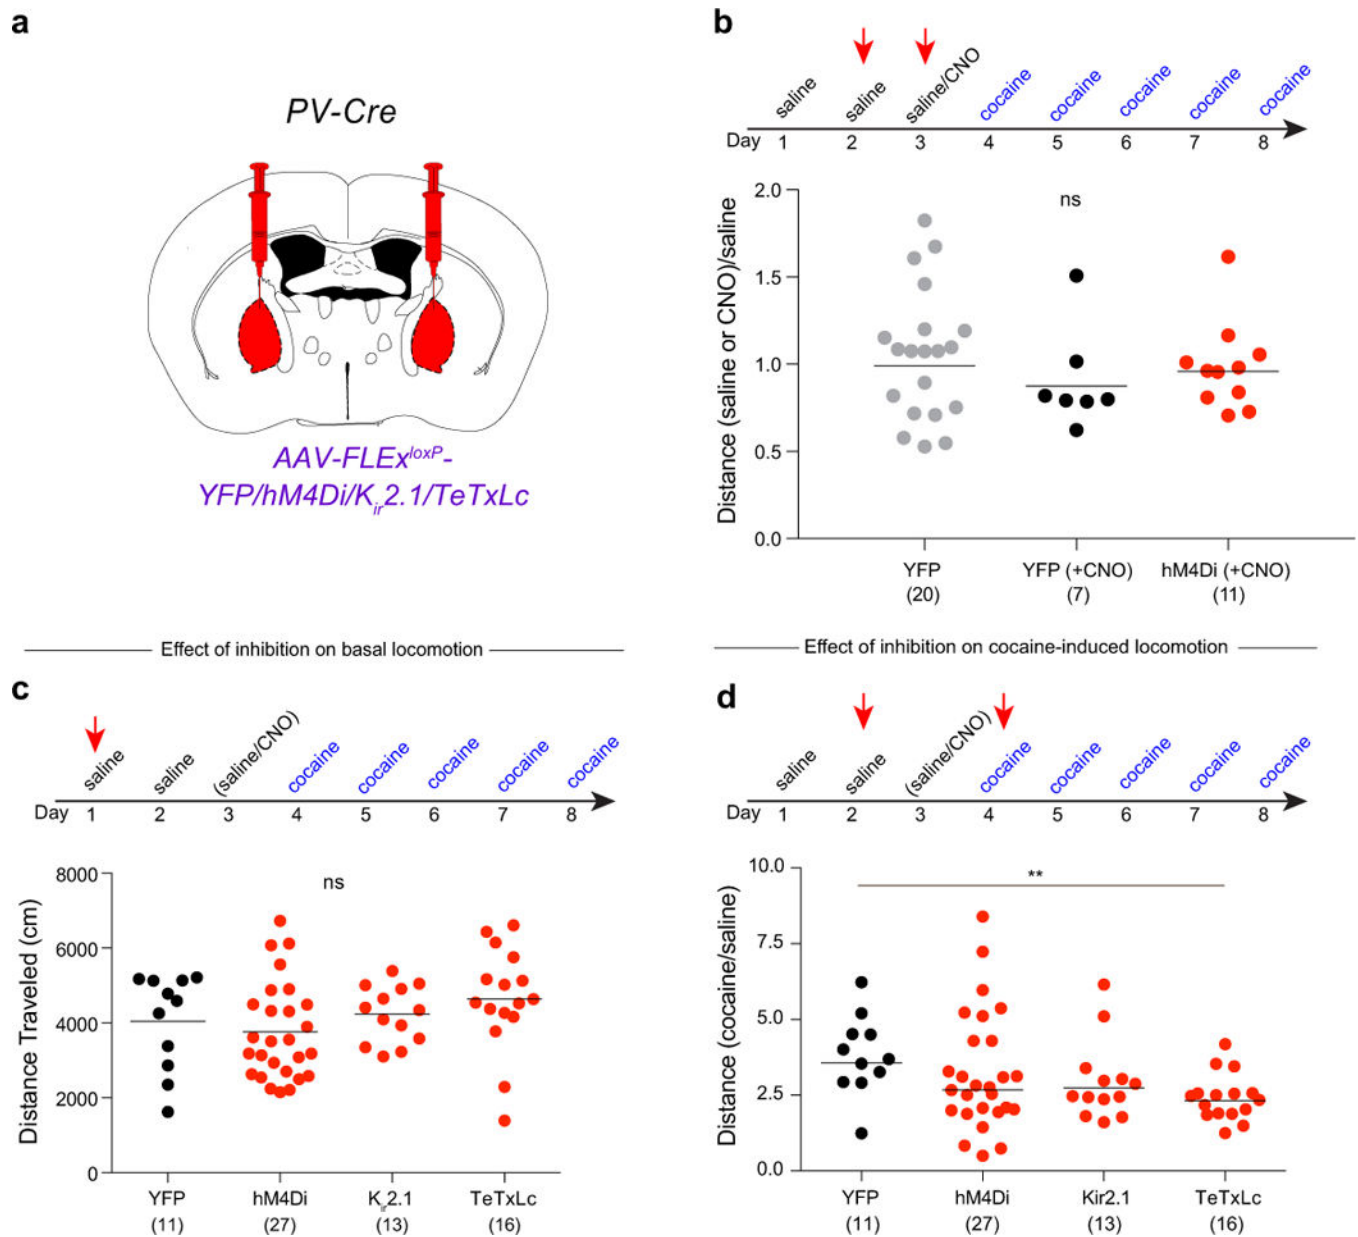 a
PV-Cre
AAV-FLEx^loxP-
YFP/hM4Di/K_ir2.1/TeTxLc
b
saline saline saline/CNO cocaine cocaine cocaine cocaine cocaine
Day 1 2 3 4 5 6 7 8
Distance (saline or CNO)/saline
2.0
1.5
1.0
0.5
0.0
ns
YFP YFP (+CNO) hM4Di (+CNO)
(20) (7) (11)
Effect of inhibition on basal locomotion
c
saline saline (saline/CNO) cocaine cocaine cocaine cocaine cocaine
Day 1 2 3 4 5 6 7 8
Distance Traveled (cm)
8000
6000
4000
2000
0
ns
YFP hM4Di K_ir2.1 TeTxLc
(11) (27) (13) (16)
Effect of inhibition on cocaine-induced locomotion
d
saline saline (saline/CNO) cocaine cocaine cocaine cocaine cocaine
Day 1 2 3 4 5 6 7 8
Distance (cocaine/saline)
10.0
7.5
5.0
2.5
0.0
**
YFP hM4Di Kir2.1 TeTxLc
(11) (27) (13) (16)